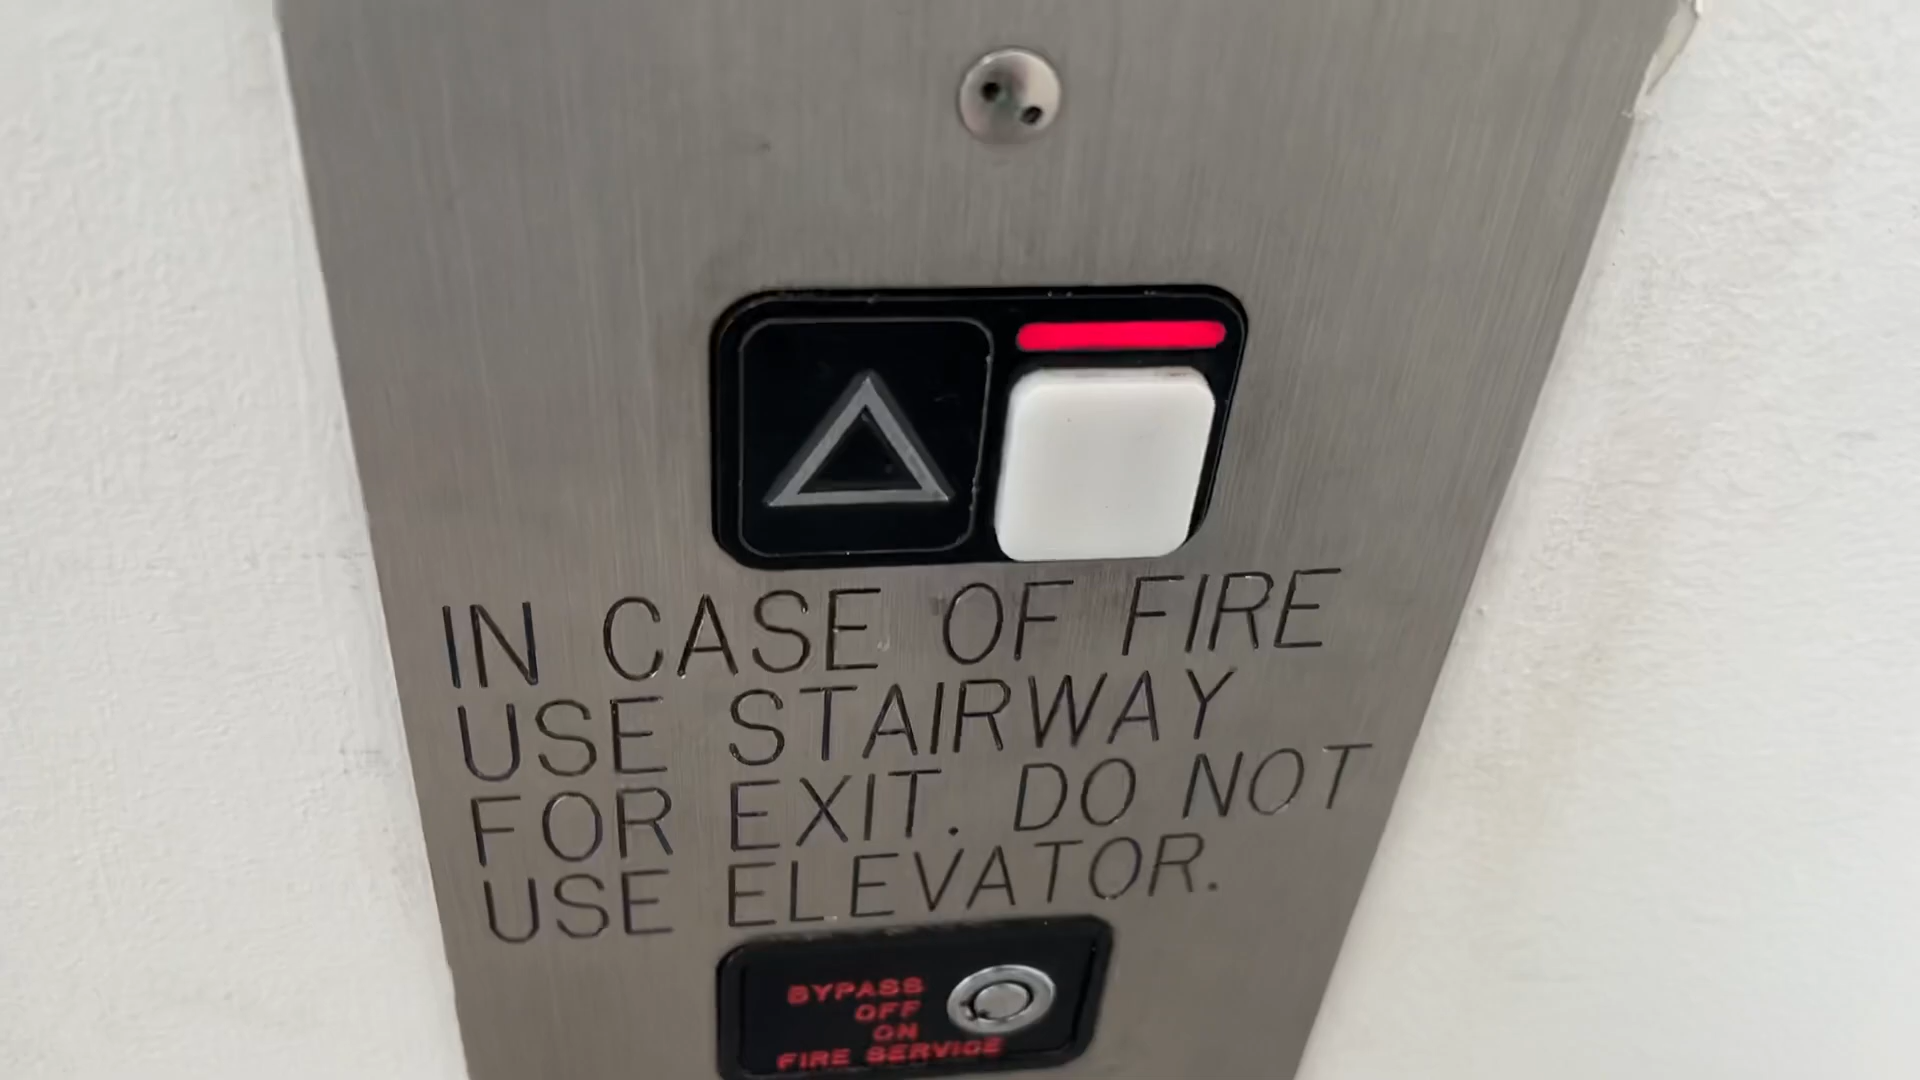 IN CASE OF FIRE
USE STAIRWAY
FOR EXIT. DO NOT
USE ELEVATOR.
BYPASS
OFF
ON
FIRE SERVICE